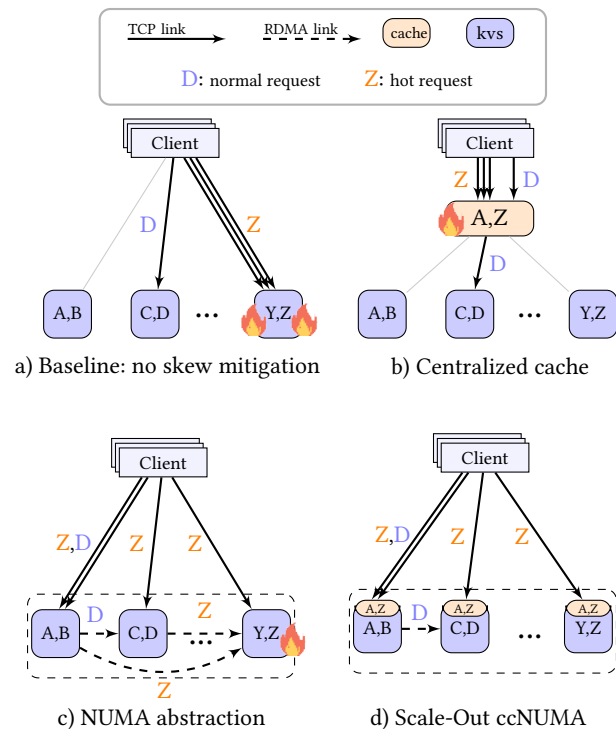 TCP link RDMA link cache kvs
D: normal request Z: hot request
Client
D Z
A,B C,D ... Y,Z
a) Baseline: no skew mitigation
Client
Z D
A,Z
D
A,B C,D ... Y,Z
b) Centralized cache
Client
Z,D Z Z
A,B D C,D Z ... Y,Z
Z
c) NUMA abstraction
Client
Z,D Z Z
A,Z A,Z A,Z
A,B D C,D ... Y,Z
d) Scale-Out ccNUMA